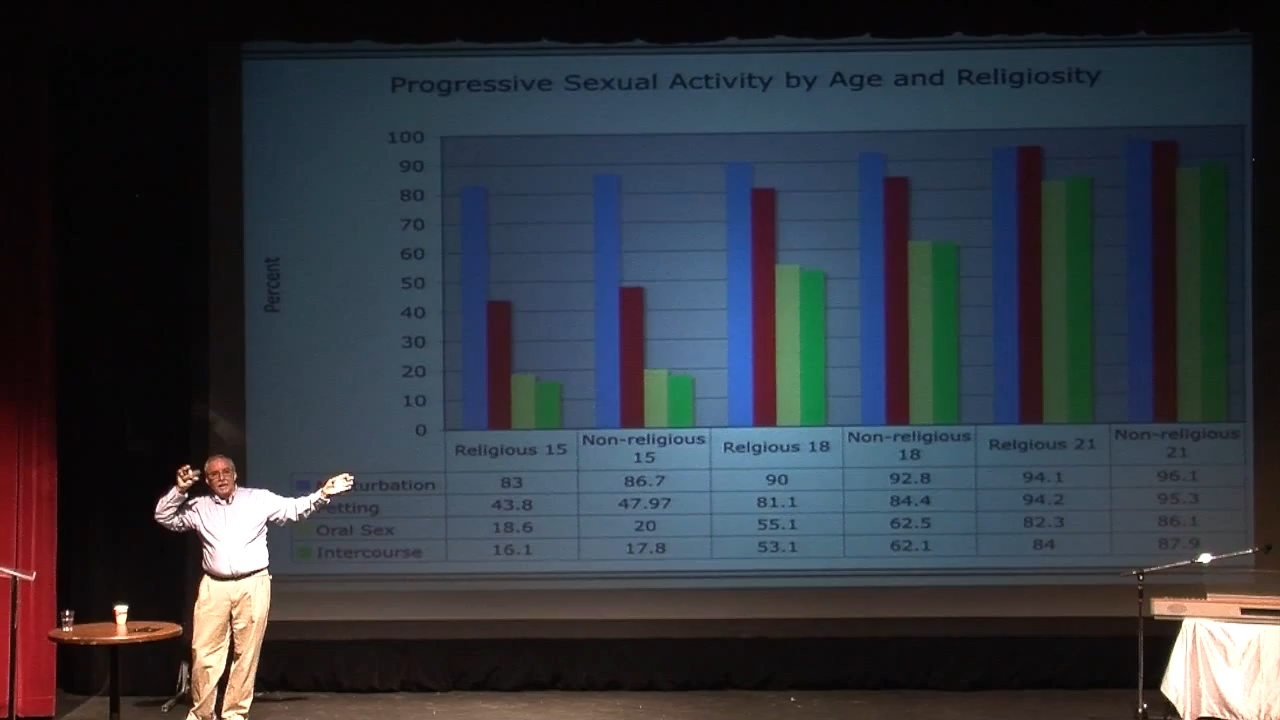 Progressive Sexual Activity by Age and Religiosity
Percent
100
90
80
70
60
50
40
30
20
10
0
Religious 15 Non-religious 15 Relgious 18 Non-religious 18 Relgious 21 Non-religious 21
turbation 83 86.7 90 92.8 94.1 96.1
etting 43.8 47.97 81.1 84.4 94.2 95.3
Oral Sex 18.6 20 55.1 62.5 82.3 86.1
Intercourse 16.1 17.8 53.1 62.1 84 87.9